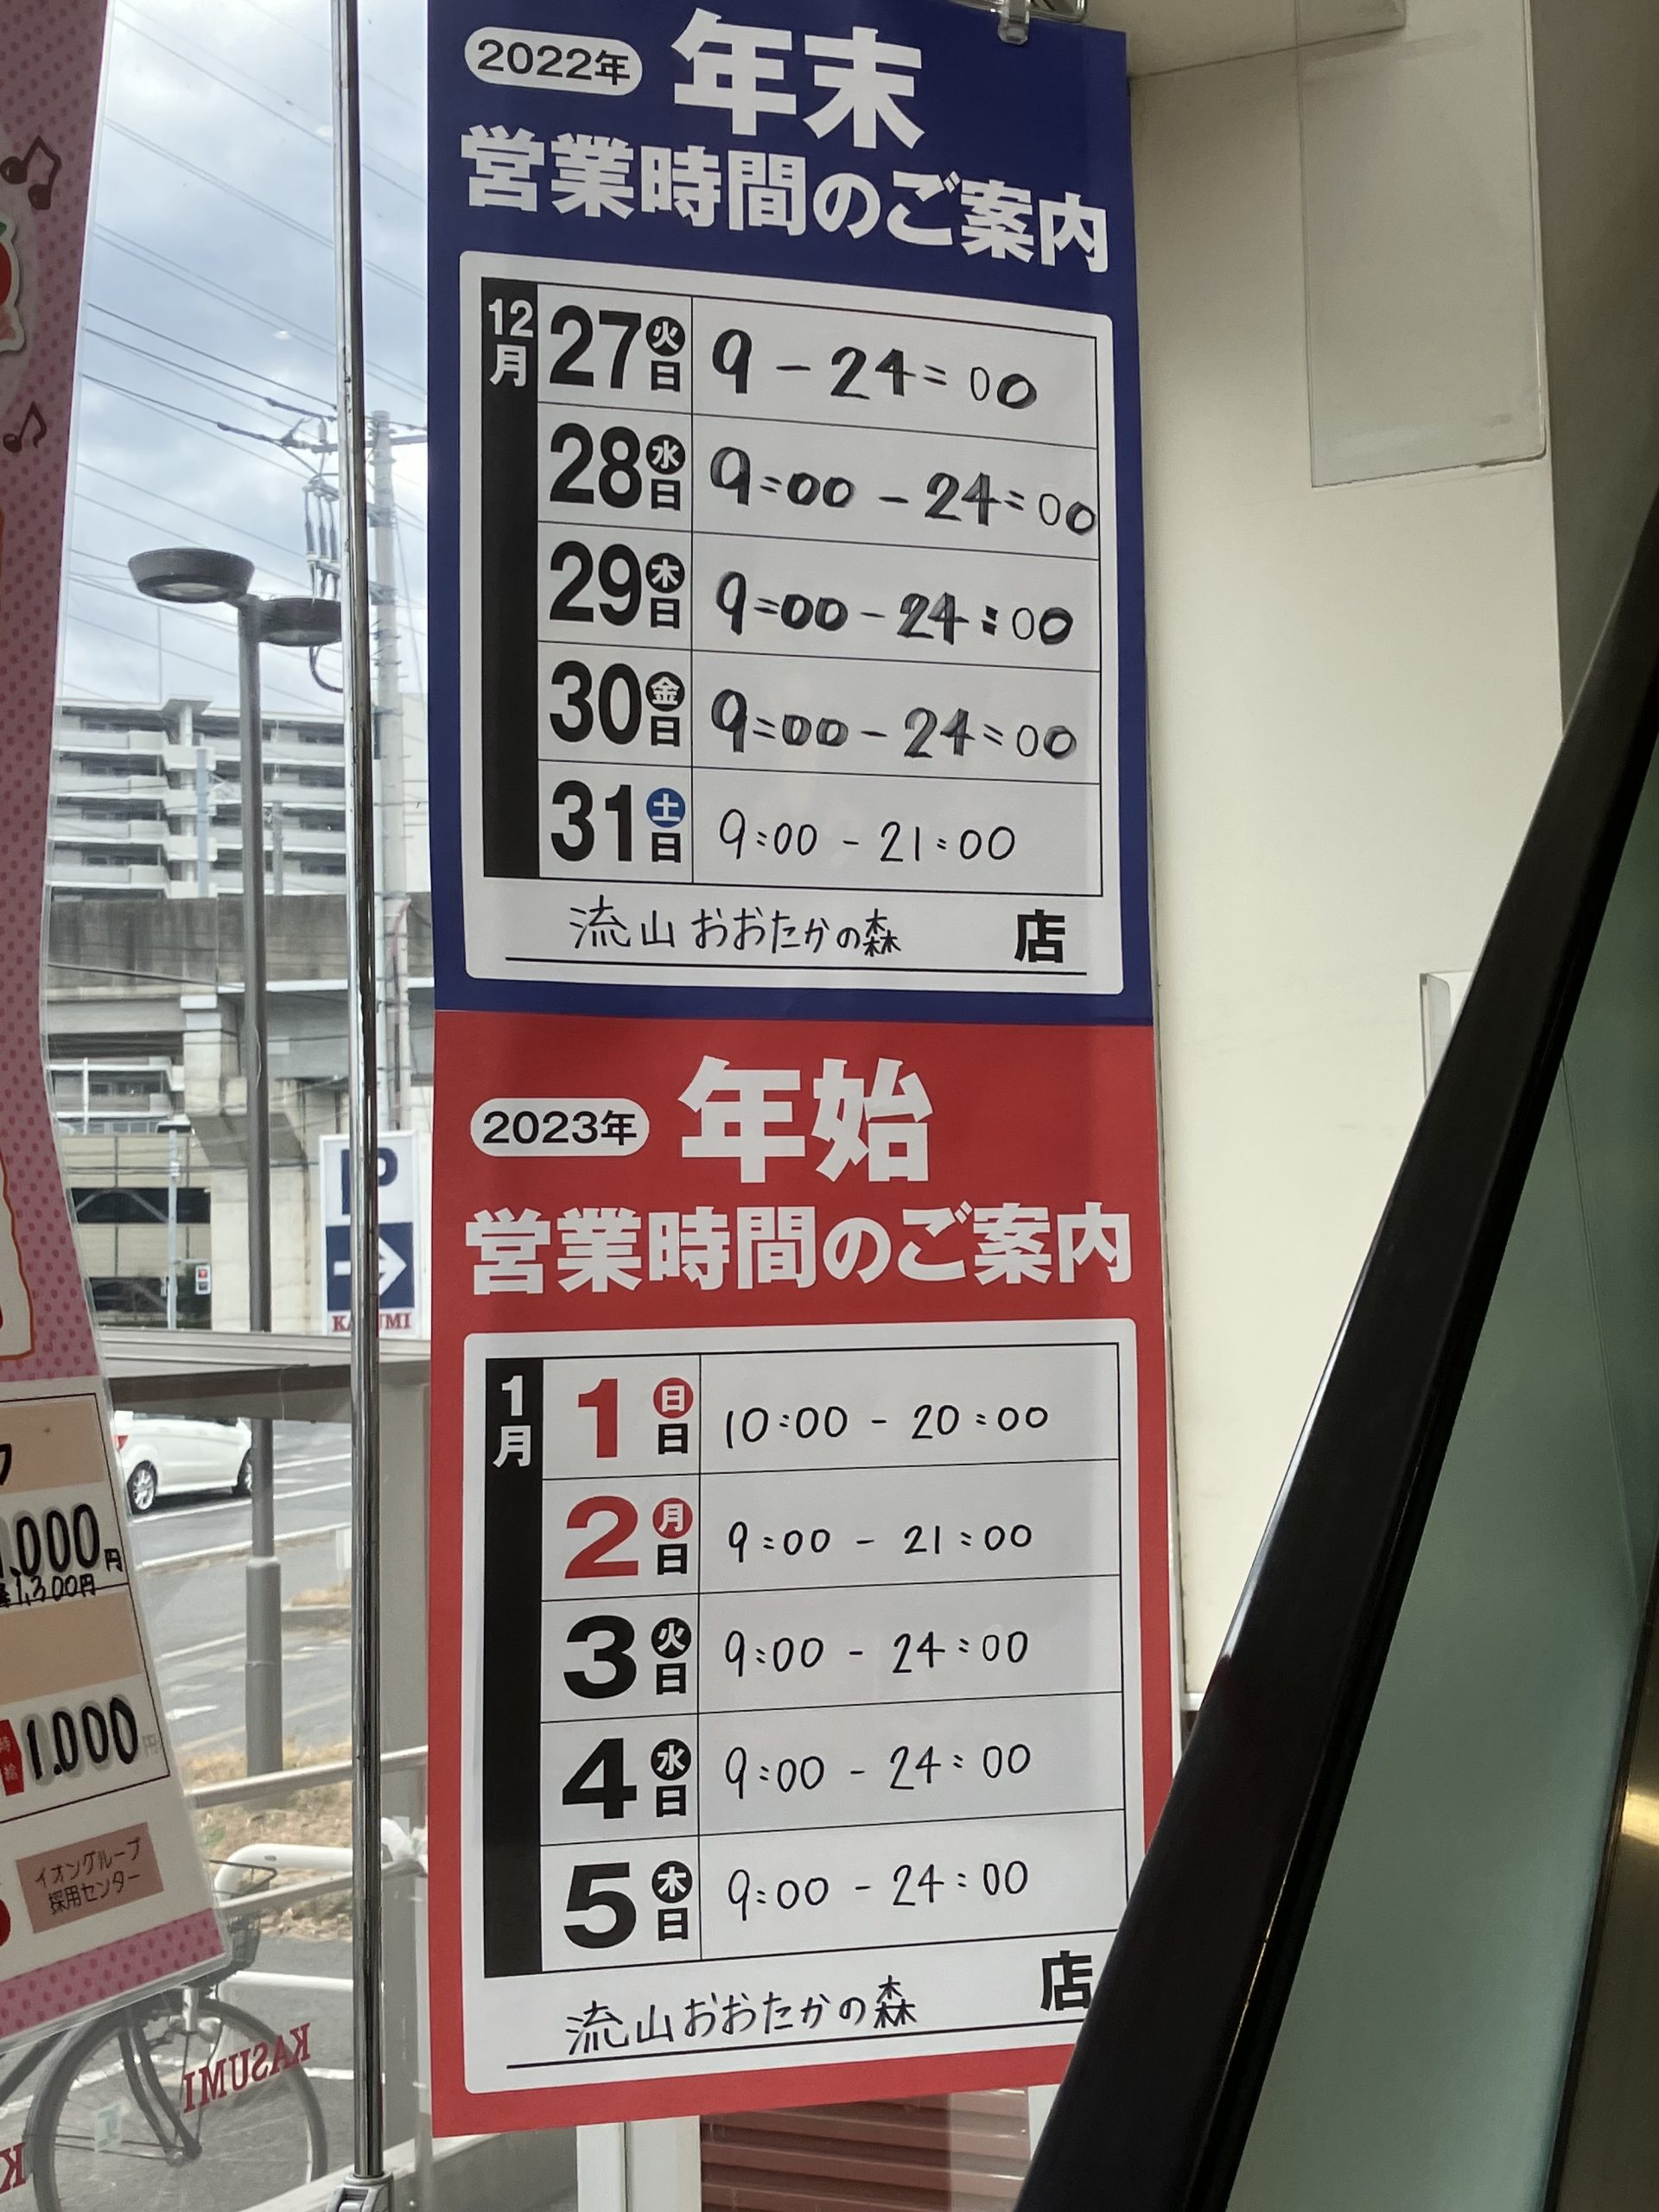 2022年 年末
営業時間のご案内
12月 27火日 9-24:00
28水日 9:00-24:00
29木日 9:00-24:00
30金日 9:00-24:00
31土日 9:00-21:00
流山おおたかの森 店
2023年 年始
営業時間のご案内
1月 1日日 10:00-20:00
2月日 9:00-21:00
3火日 9:00-24:00
4水日 9:00-24:00
5木日 9:00-24:00
流山おおたかの森 店
P
KASUMI
1,300円
時給 1.000円
イオングループ
採用センター
KASUMI